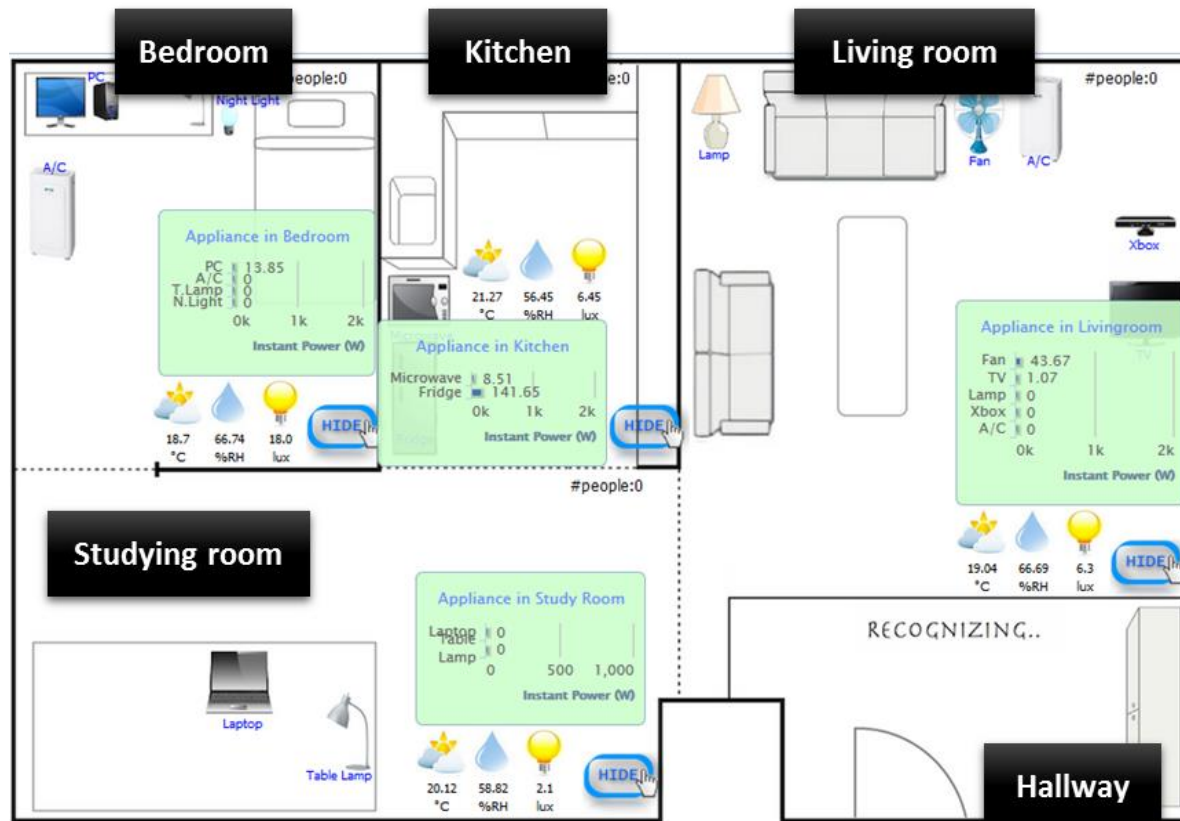 Bedroom
Kitchen
Living room
PC
#people:0
#people:0
Night Light
Lamp
Fan
A/C
A/C
Xbox
Appliance in Bedroom
PC 13.85
A/C 0
T.Lamp 0
N.Light 0
0k 1k 2k
Instant Power (W)
21.27 56.45 6.45
°C %RH lux
Microwave
Appliance in Kitchen
Microwave 8.51
Fridge 141.65
0k 1k 2k
Instant Power (W)
Fridge
TV
Appliance in Livingroom
Fan 43.67
TV 1.07
Lamp 0
Xbox 0
A/C 0
0k 1k 2k
Instant Power (W)
18.7 66.74 18.0
°C %RH lux
HIDE
HIDE
#people:0
19.04 66.69 6.3
°C %RH lux
HIDE
Studying room
Appliance in Study Room
Laptop 0
Table
Lamp 0
0 500 1,000
Instant Power (W)
RECOGNIZING..
Laptop
Table Lamp
20.12 58.82 2.1
°C %RH lux
HIDE
Hallway